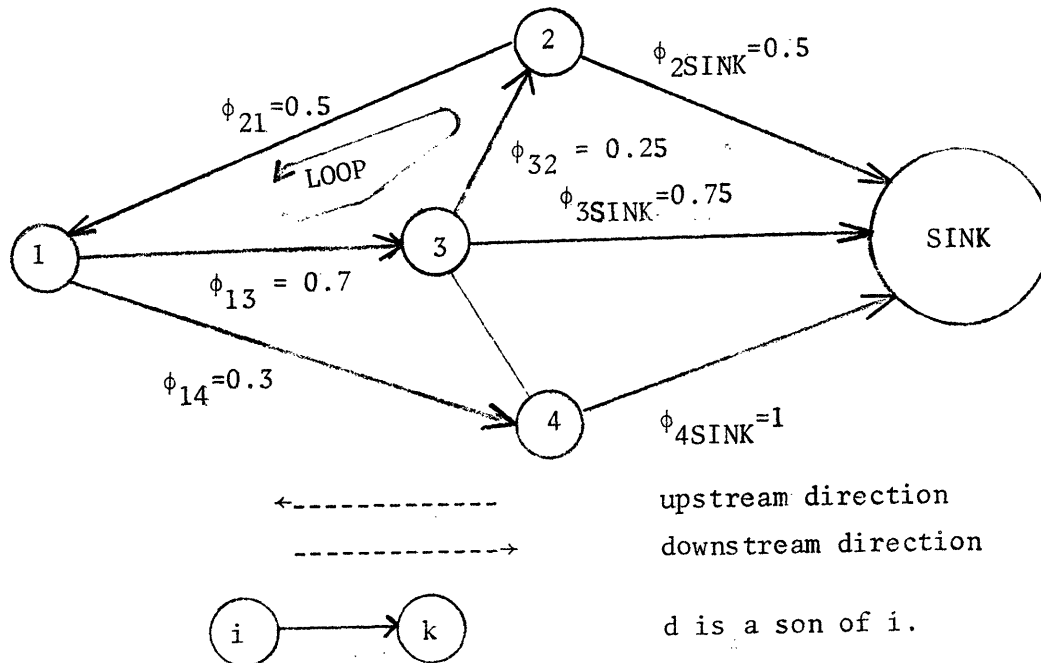 2
ϕ2SINK=0.5
ϕ21=0.5
LOOP
ϕ32 = 0.25
ϕ3SINK=0.75
1
3
SINK
ϕ13 = 0.7
ϕ14=0.3
4
ϕ4SINK=1
upstream direction
downstream direction
i
k
d is a son of i.